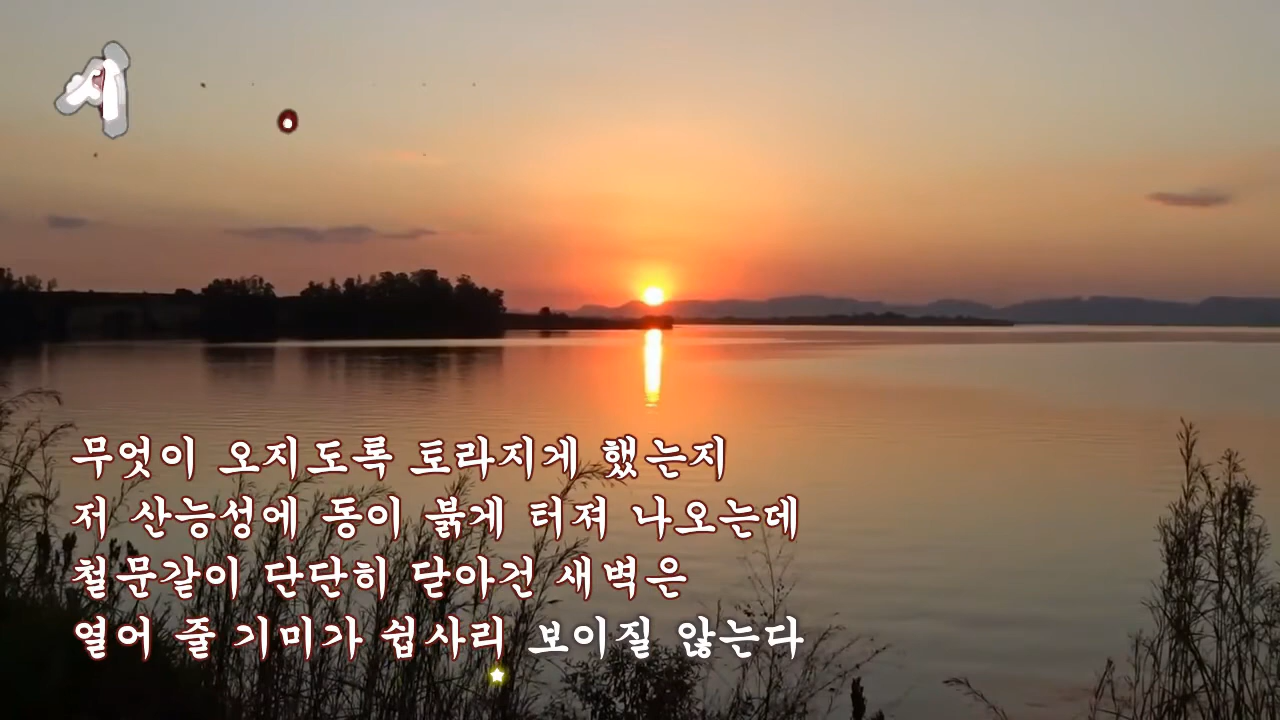 시
무엇이 오지도록 토라지게 했는지
저 산능성에 동이 붉게 터져 나오는데
철문같이 단단히 닫아건 새벽은
열어 줄 기미가 쉽사리 보이질 않는다